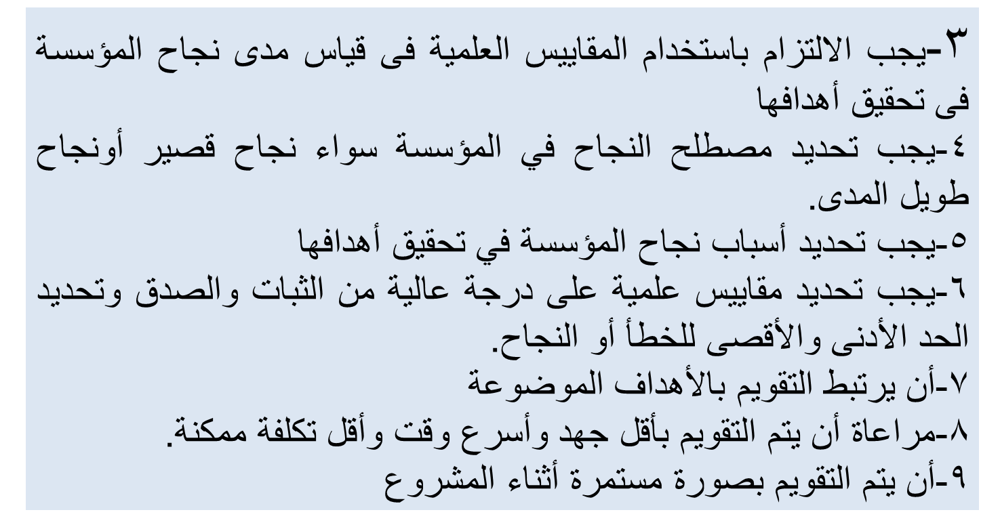 ٣-يجب الالتزام باستخدام المقاييس العلمية فى قياس مدى نجاح المؤسسة
فى تحقيق أهدافها
٤-يجب تحديد مصطلح النجاح في المؤسسة سواء نجاح قصير أونجاح
طويل المدى.
٥-يجب تحديد أسباب نجاح المؤسسة في تحقيق أهدافها
٦-يجب تحديد مقاييس علمية على درجة عالية من الثبات والصدق وتحديد
الحد الأدنى والأقصى للخطأ أو النجاح.
٧-أن يرتبط التقويم بالأهداف الموضوعة
٨-مراعاة أن يتم التقويم بأقل جهد وأسرع وقت وأقل تكلفة ممكنة.
٩-أن يتم التقويم بصورة مستمرة أثناء المشروع